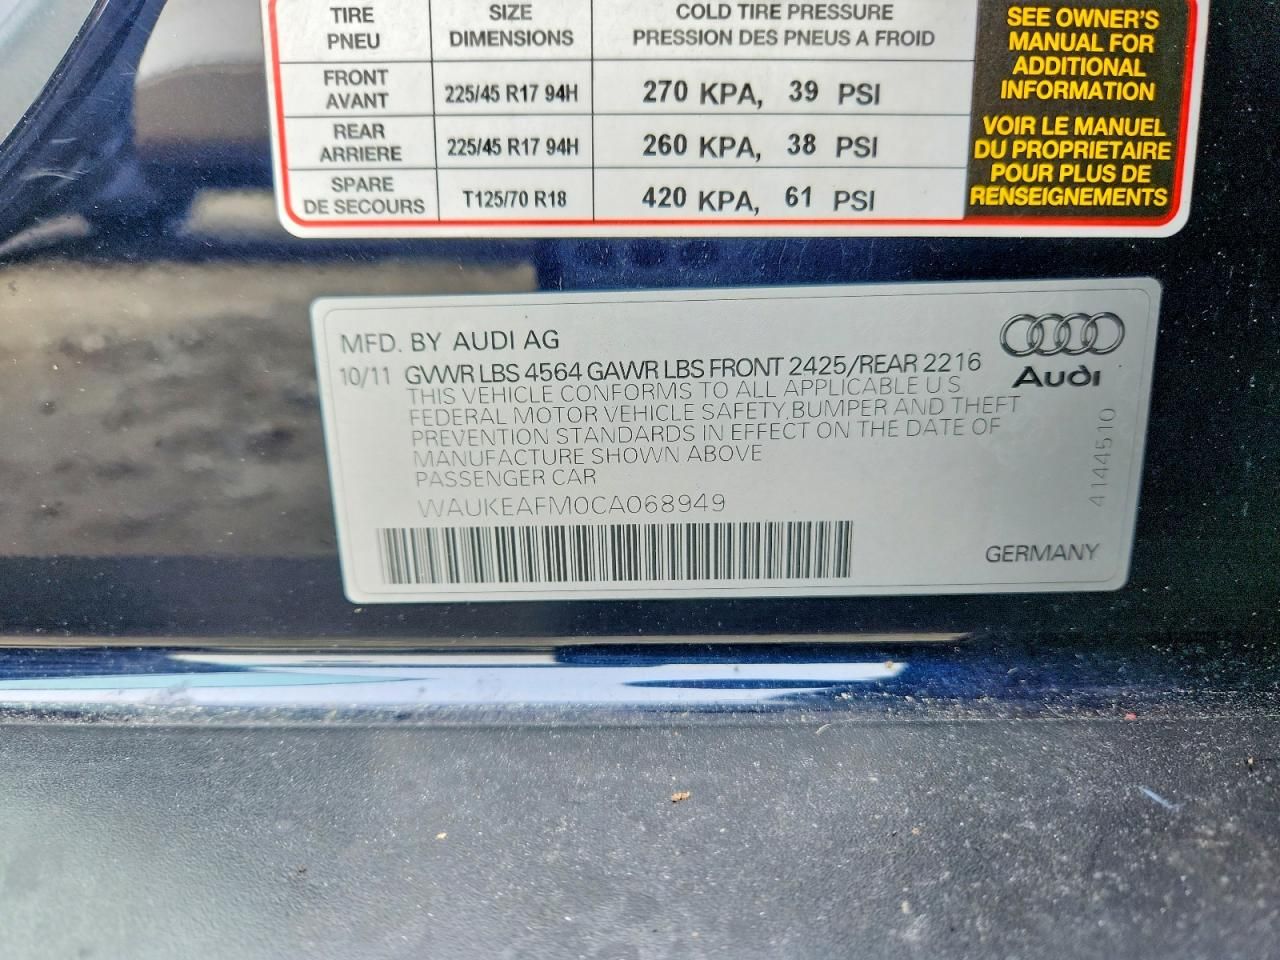 TIRE PNEU SIZE DIMENSIONS COLD TIRE PRESSURE PRESSION DES PNEUS A FROID
FRONT AVANT 225/45 R17 94H 270 KPA, 39 PSI
REAR ARRIERE 225/45 R17 94H 260 KPA, 38 PSI
SPARE DE SECOURS T125/70 R18 420 KPA, 61 PSI
SEE OWNER'S
MANUAL FOR
ADDITIONAL
INFORMATION
VOIR LE MANUEL
DU PROPRIETAIRE
POUR PLUS DE
RENSEIGNEMENTS
MFD. BY AUDI AG
10/11 GVWR LBS 4564 GAWR LBS FRONT 2425/REAR 2216
THIS VEHICLE CONFORMS TO ALL APPLICABLE U S
FEDERAL MOTOR VEHICLE SAFETY,BUMPER AND THEFT
PREVENTION STANDARDS IN EFFECT ON THE DATE OF
MANUFACTURE SHOWN ABOVE
PASSENGER CAR
WAUKEAFM0CA068949
Audi
4144510
GERMANY